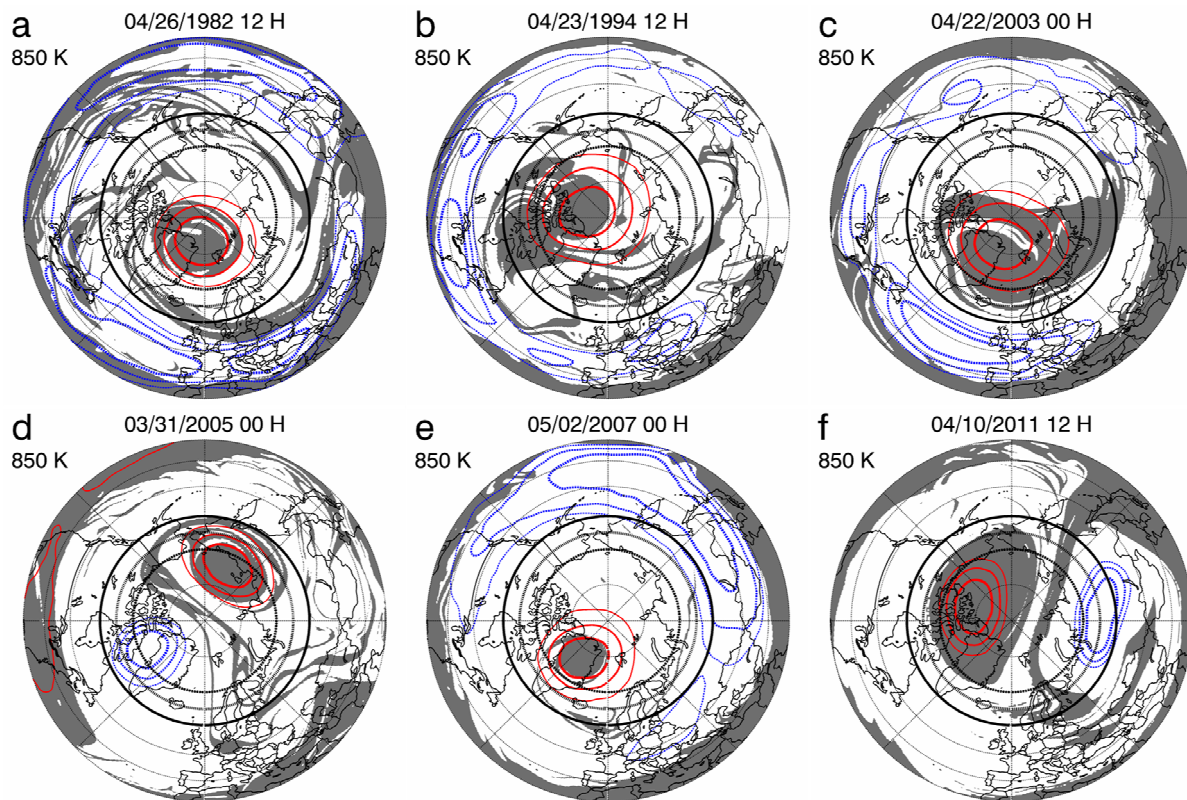 a
04/26/1982 12 H
850 K
b
04/23/1994 12 H
850 K
c
04/22/2003 00 H
850 K
d
03/31/2005 00 H
850 K
e
05/02/2007 00 H
850 K
f
04/10/2011 12 H
850 K